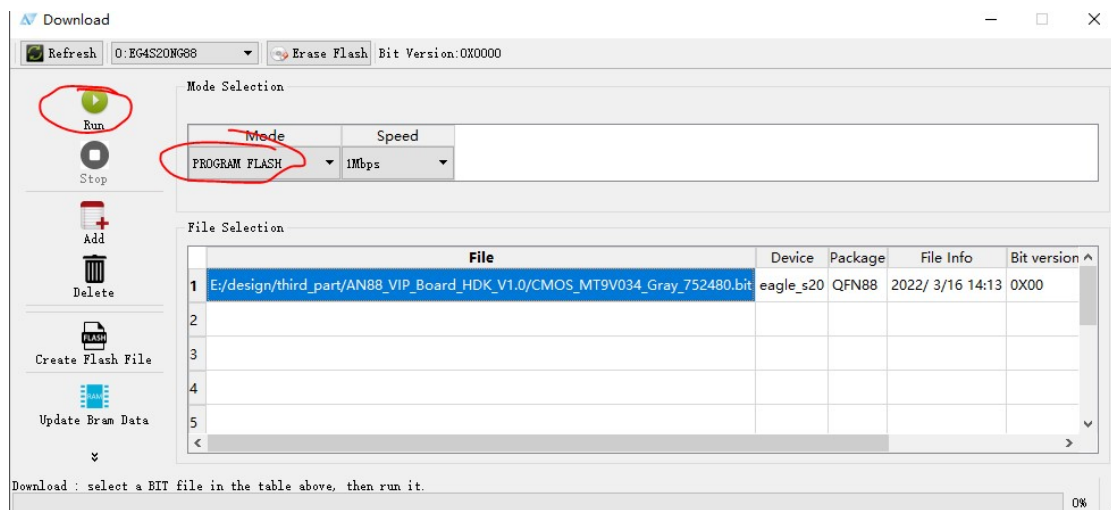 Download
Refresh 0:EG4S20NG88 Erase Flash Bit Version:0X0000
Mode Selection
Run
Mode Speed
PROGRAM FLASH 1Mbps
Stop
File Selection
Add
File Device Package File Info Bit version
1 E:/design/third_part/AN88_VIP_Board_HDK_V1.0/CMOS_MT9V034_Gray_752480.bit eagle_s20 QFN88 2022/ 3/16 14:13 0X00
Delete
2
FLASH
3
Create Flash File
4
RAM
Update Bram Data
5
Download : select a BIT file in the table above, then run it.
0%